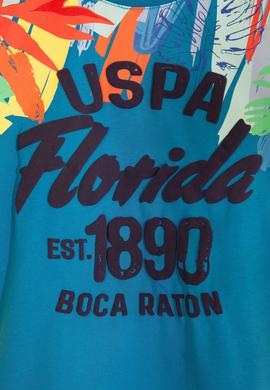 USPA
Florida
EST. 1890
BOCA RATON